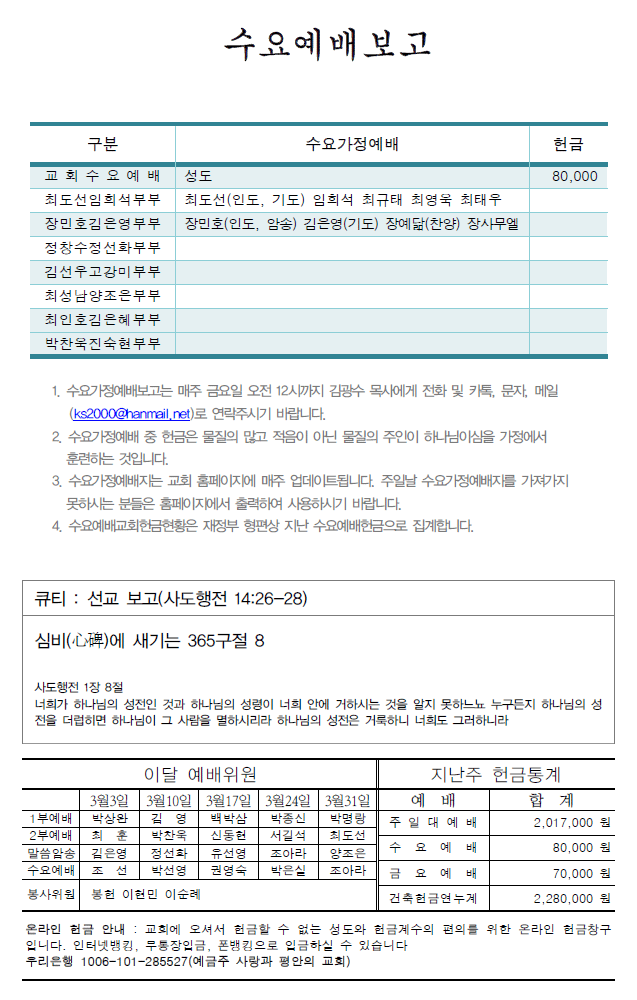 수요예배보고
구분 수요가정예배 헌금
교 회 수 요 예 배 성도 80,000
최도선임희석부부 최도선(인도, 기도) 임희석 최규태 최영욱 최태우
장민호김은영부부 장민호(인도, 암송) 김은영(기도) 장예닮(찬양) 장사무엘
정창수정선화부부
김선우고강미부부
최성남양조은부부
최인호김은혜부부
박찬욱진숙현부부
1. 수요가정예배보고는 매주 금요일 오전 12시까지 김광수 목사에게 전화 및 카톡, 문자, 메일
(ks2000@hanmail.net)로 연락주시기 바랍니다.
2. 수요가정예배 중 헌금은 물질의 많고 적음이 아닌 물질의 주인이 하나님이심을 가정에서
훈련하는 것입니다.
3. 수요가정예배지는 교회 홈페이지에 매주 업데이트됩니다. 주일날 수요가정예배지를 가져가지
못하시는 분들은 홈페이지에서 출력하여 사용하시기 바랍니다.
4. 수요예배교회헌금현황은 재정부 형편상 지난 수요예배헌금으로 집계합니다.
큐티 : 선교 보고(사도행전 14:26-28)
심비(心碑)에 새기는 365구절 8
사도행전 1장 8절
너희가 하나님의 성전인 것과 하나님의 성령이 너희 안에 거하시는 것을 알지 못하느뇨 누구든지 하나님의 성
전을 더럽히면 하나님이 그 사람을 멸하시리라 하나님의 성전은 거룩하니 너희도 그러하니라
이달 예배위원
3월3일 3월10일 3월17일 3월24일 3월31일
1부예배 박상완 김 영 백박삼 박종신 박명랑
2부예배 최 훈 박찬욱 신동현 서길석 최도선
말씀암송 김은영 정선화 유선영 조아라 양조은
수요예배 조 선 박선영 권영숙 박은실 조아라
봉사위원 봉헌 이현민 이순례
지난주 헌금통계
예 배 합 계
주 일 대 예 배 2,017,000 원
수 요 예 배 80,000 원
금 요 예 배 70,000 원
건축헌금연누계 2,280,000 원
온라인 헌금 안내 : 교회에 오셔서 헌금할 수 없는 성도와 헌금계수의 편의를 위한 온라인 헌금창구
입니다. 인터넷뱅킹, 무통장입금, 폰뱅킹으로 입금하실 수 있습니다
우리은행 1006-101-285527(예금주 사랑과 평안의 교회)